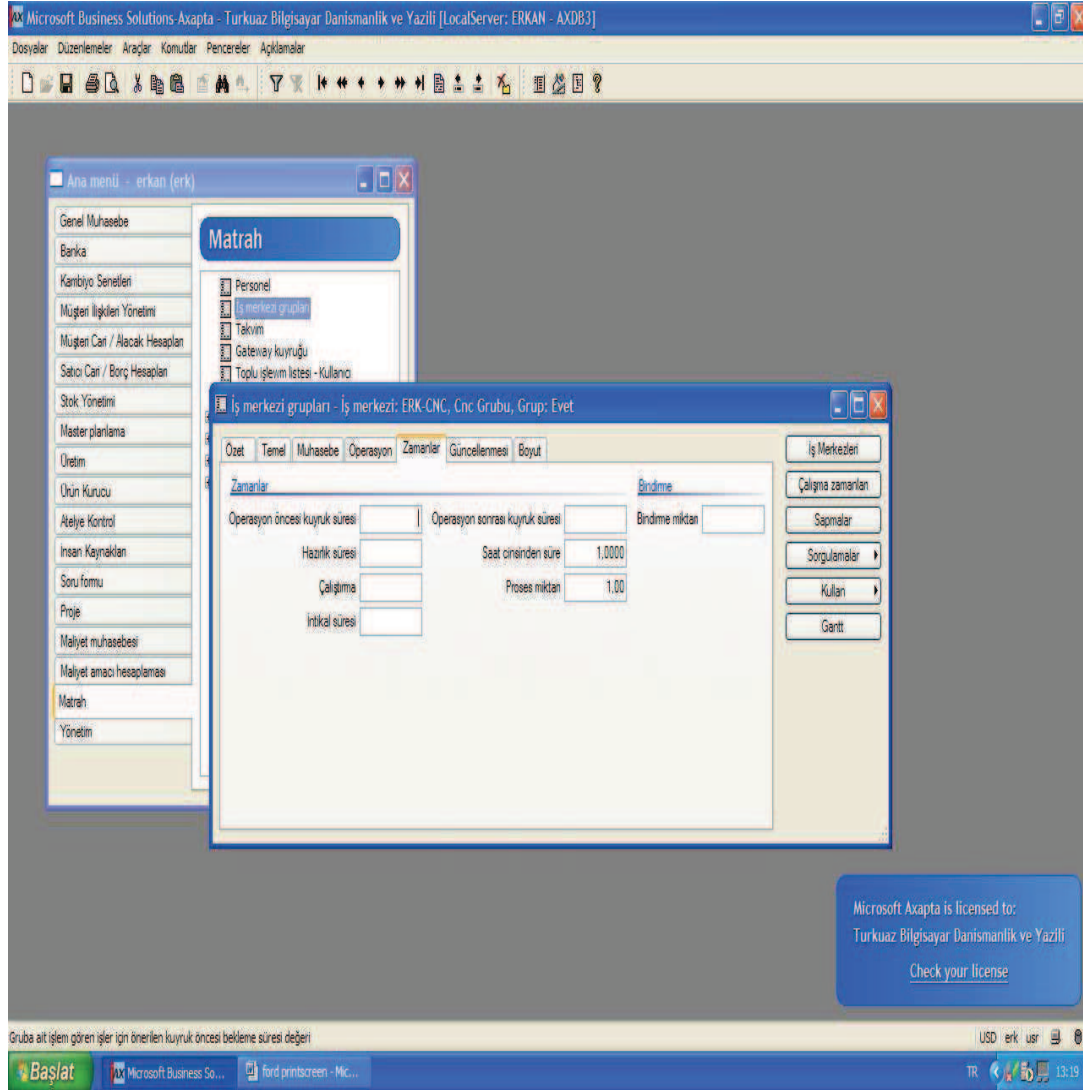 Microsoft Business Solutions-Axapta - Turkuaz Bilgisayar Danismanlik ve Yazili [LocalServer: ERKAN - AXDB3]
Dosyalar Düzenlemeler Araçlar Komutlar Pencereler Açıklamalar
Ana menü - erkan (erk)
Genel Muhasebe
Banka
Kambiyo Senetleri
Müşteri İlişkileri Yönetimi
Müşteri Cari / Alacak Hesapları
Satıcı Cari / Borç Hesapları
Stok Yönetimi
Master planlama
Üretim
Ürün Kurucu
Atelye Kontrol
İnsan Kaynakları
Soru formu
Proje
Maliyet muhasebesi
Maliyet amacı hesaplaması
Matrah
Yönetim
Matrah
Personel
İş merkezi grupları
Takvim
Gateway kuyruğu
Toplu işlewm listesi - Kullanıcı
İş merkezi grupları - İş merkezi: ERK-CNC, Cnc Grubu, Grup: Evet
Özet Temel Muhasebe Operasyon Zamanlar Güncellenmesi Boyut
Zamanlar Bindirme
Operasyon öncesi kuyruk süresi Operasyon sonrası kuyruk süresi Bindirme miktarı
Hazırlık süresi Saat cinsinden süre 1,0000
Çalıştırma Proses miktarı 1,00
İntikal süresi
İş Merkezleri
Çalışma zamanları
Sapmalar
Sorgulamalar
Kullan
Gantt
Microsoft Axapta is licensed to:
Turkuaz Bilgisayar Danismanlik ve Yazili
Check your license
Gruba ait işlem gören işler için önerilen kuyruk öncesi bekleme süresi değeri USD erk usr
Başlat Microsoft Business So... ford printscreen - Mic... TR 13:19